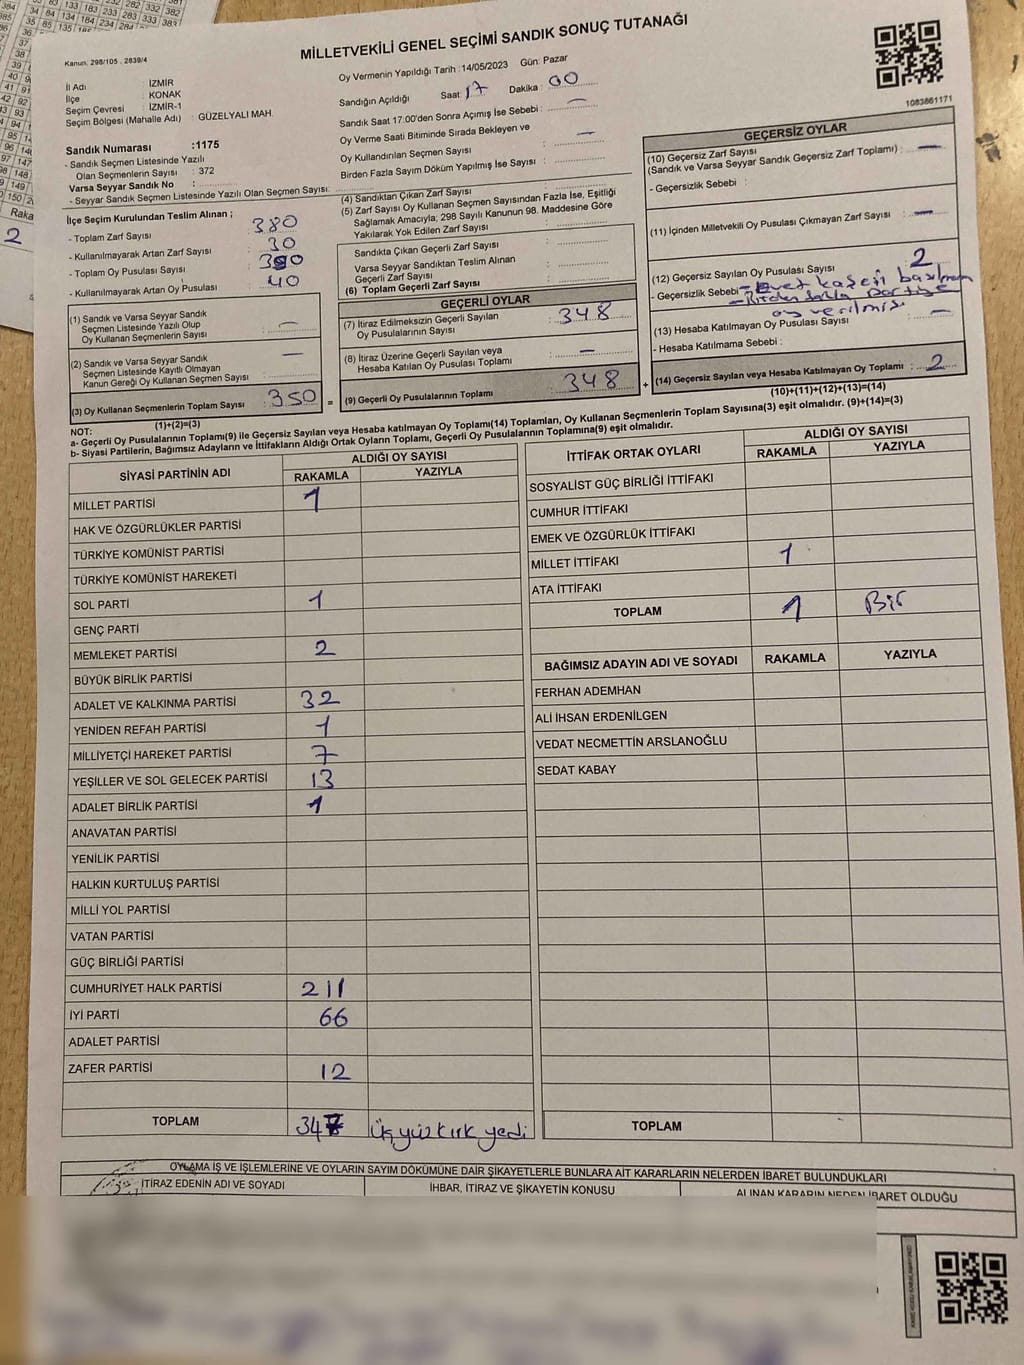 MİLLETVEKİLİ GENEL SEÇİMİ SANDIK SONUÇ TUTANAĞI
Kanun: 298/105 , 2839/4
Oy Vermenin Yapıldığı Tarih :14/05/2023 Gün: Pazar
İl Adı : İZMİR
İlçe : KONAK
Seçim Çevresi : İZMİR-1
Seçim Bölgesi (Mahalle Adı) : GÜZELYALI MAH.
Sandığın Açıldığı Saat: 17 Dakika : 00
Sandık Saat 17:00'den Sonra Açımış İse Sebebi : —
Oy Verme Saati Bitiminde Sırada Bekleyen ve
Oy Kullandırılan Seçmen Sayısı : —
Birden Fazla Sayım Döküm Yapılmış İse Sayısı :
1083861171
Sandık Numarası :1175
- Sandık Seçmen Listesinde Yazılı
Olan Seçmenlerin Sayısı : 372
Varsa Seyyar Sandık No :
- Seyyar Sandık Seçmen Listesinde Yazılı Olan Seçmen Sayısı:
İlçe Seçim Kurulundan Teslim Alınan ;
- Toplam Zarf Sayısı : 380
- Kullanılmayarak Artan Zarf Sayısı : 30
- Toplam Oy Pusulası Sayısı : 390
- Kullanılmayarak Artan Oy Pusulası : 40
(1) Sandık ve Varsa Seyyar Sandık
Seçmen Listesinde Yazılı Olup
Oy Kullanan Seçmenlerin Sayısı : —
(2) Sandık ve Varsa Seyyar Sandık
Seçmen Listesinde Kayıtlı Olmayan
Kanun Gereği Oy Kullanan Seçmen Sayısı : —
(3) Oy Kullanan Seçmenlerin Toplam Sayısı : 350
(1)+(2)=(3)
(4) Sandıktan Çıkan Zarf Sayısı :
(5) Zarf Sayısı Oy Kullanan Seçmen Sayısından Fazla İse, Eşitliği
Sağlamak Amacıyla; 298 Sayılı Kanunun 98. Maddesine Göre
Yakılarak Yok Edilen Zarf Sayısı :
Sandıkta Çıkan Geçerli Zarf Sayısı :
Varsa Seyyar Sandıktan Teslim Alınan
Geçerli Zarf Sayısı :
(6) Toplam Geçerli Zarf Sayısı :
GEÇERLİ OYLAR
(7) İtiraz Edilmeksizin Geçerli Sayılan
Oy Pusulalarının Sayısı : 348
(8) İtiraz Üzerine Geçerli Sayılan veya
Hesaba Katılan Oy Pusulası Toplamı : —
= (9) Geçerli Oy Pusulalarının Toplamı : 348 +
GEÇERSİZ OYLAR
(10) Geçersiz Zarf Sayısı
(Sandık ve Varsa Seyyar Sandık Geçersiz Zarf Toplamı) : —
- Geçersizlik Sebebi :
(11) İçinden Milletvekili Oy Pusulası Çıkmayan Zarf Sayısı : —
(12) Geçersiz Sayılan Oy Pusulası Sayısı : 2
- Geçersizlik Sebebi — Evet kaşesi basılmamı
— Birden fazla partiye
oy verilmiş
(13) Hesaba Katılmayan Oy Pusulası Sayısı : —
- Hesaba Katılmama Sebebi :
(14) Geçersiz Sayılan veya Hesaba Katılmayan Oy Toplamı : 2
(10)+(11)+(12)+(13)=(14)
NOT:
a- Geçerli Oy Pusulalarının Toplamı(9) ile Geçersiz Sayılan veya Hesaba katılmayan Oy Toplamı(14) Toplamları, Oy Kullanan Seçmenlerin Toplam Sayısına(3) eşit olmalıdır. (9)+(14)=(3)
b- Siyasi Partilerin, Bağımsız Adayların ve İttifakların Aldığı Ortak Oyların Toplamı, Geçerli Oy Pusulalarının Toplamına(9) eşit olmalıdır.
SİYASİ PARTİNİN ADI ALDIĞI OY SAYISI
RAKAMLA YAZIYLA
MİLLET PARTİSİ 1
HAK VE ÖZGÜRLÜKLER PARTİSİ
TÜRKİYE KOMÜNİST PARTİSİ
TÜRKİYE KOMÜNİST HAREKETİ
SOL PARTİ 1
GENÇ PARTİ
MEMLEKET PARTİSİ 2
BÜYÜK BİRLİK PARTİSİ
ADALET VE KALKINMA PARTİSİ 32
YENİDEN REFAH PARTİSİ 1
MİLLİYETÇİ HAREKET PARTİSİ 7
YEŞİLLER VE SOL GELECEK PARTİSİ 13
ADALET BİRLİK PARTİSİ 1
ANAVATAN PARTİSİ
YENİLİK PARTİSİ
HALKIN KURTULUŞ PARTİSİ
MİLLİ YOL PARTİSİ
VATAN PARTİSİ
GÜÇ BİRLİĞİ PARTİSİ
CUMHURİYET HALK PARTİSİ 211
İYİ PARTİ 66
ADALET PARTİSİ
ZAFER PARTİSİ 12
TOPLAM 347 Üçyüzkırk yedi
İTTİFAK ORTAK OYLARI ALDIĞI OY SAYISI
RAKAMLA YAZIYLA
SOSYALİST GÜÇ BİRLİĞİ İTTİFAKI
CUMHUR İTTİFAKI
EMEK VE ÖZGÜRLÜK İTTİFAKI
MİLLET İTTİFAKI 1
ATA İTTİFAKI
TOPLAM 1 Bir
BAĞIMSIZ ADAYIN ADI VE SOYADI RAKAMLA YAZIYLA
FERHAN ADEMHAN
ALİ İHSAN ERDENİLGEN
VEDAT NECMETTİN ARSLANOĞLU
SEDAT KABAY
TOPLAM
OYLAMA İŞ VE İŞLEMLERİNE VE OYLARIN SAYIM DÖKÜMÜNE DAİR ŞİKAYETLERLE BUNLARA AİT KARARLARIN NELERDEN İBARET BULUNDUKLARI
İTİRAZ EDENİN ADI VE SOYADI İHBAR, İTİRAZ VE ŞİKAYETİN KONUSU ALINAN KARARIN NEDEN İBARET OLDUĞU